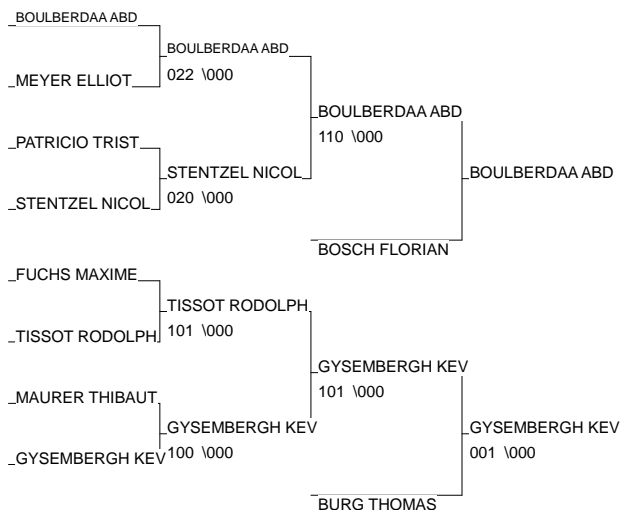 BOULBERDAA ABD
BOULBERDAA ABD
MEYER ELLIOT
022 \000
BOULBERDAA ABD
110 \000
PATRICIO TRIST
STENTZEL NICOL
020 \000
STENTZEL NICOL
BOULBERDAA ABD
BOSCH FLORIAN
FUCHS MAXIME
TISSOT RODOLPH
101 \000
TISSOT RODOLPH
GYSEMBERGH KEV
101 \000
MAURER THIBAUT
GYSEMBERGH KEV
100 \000
GYSEMBERGH KEV
GYSEMBERGH KEV
001 \000
BURG THOMAS